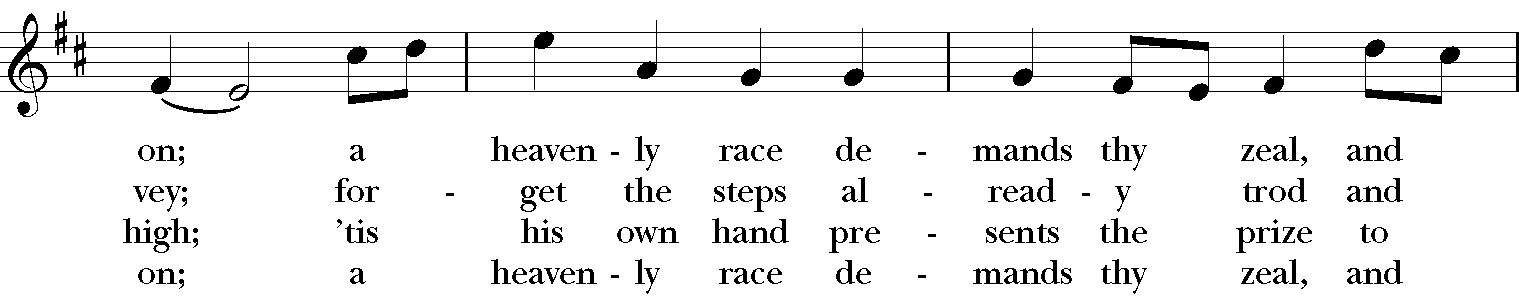 on; a heaven - ly race de - mands thy zeal, and
vey; for - get the steps al - read - y trod and
high; ’tis his own hand pre - sents the prize to
on; a heaven - ly race de - mands thy zeal, and